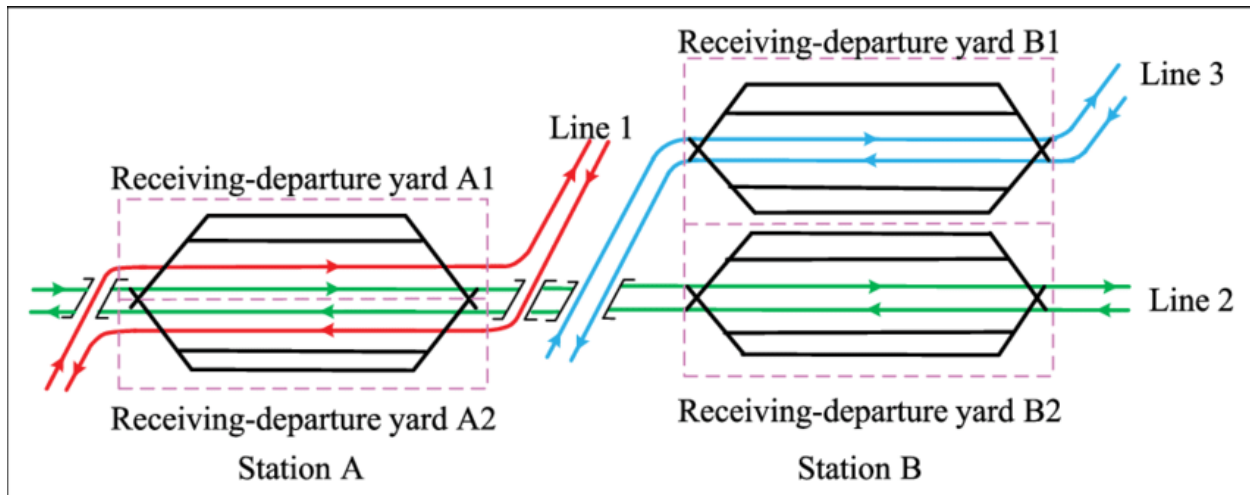 Receiving-departure yard B1
Line 3
Line 1
Receiving-departure yard A1
Line 2
Receiving-departure yard A2
Receiving-departure yard B2
Station A
Station B